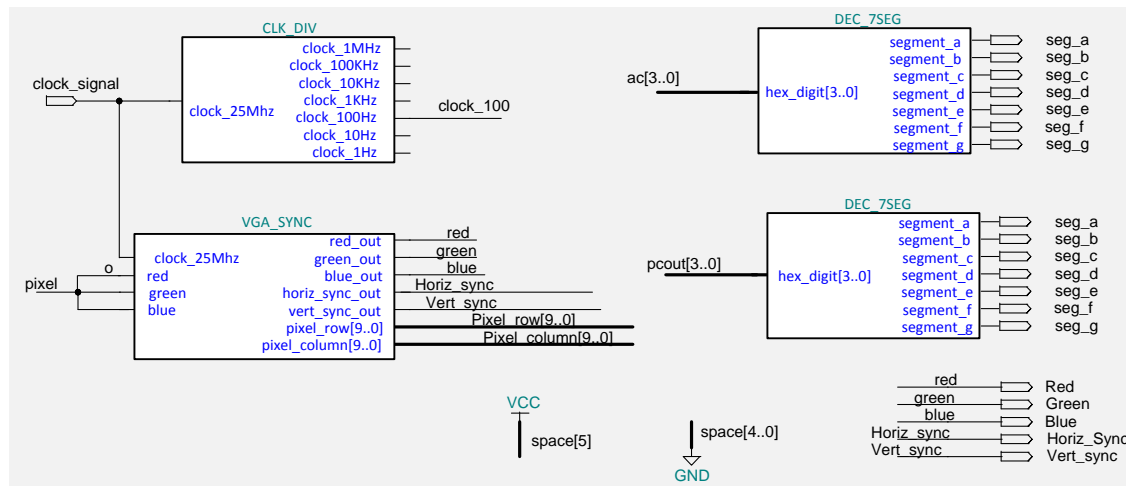 CLK_DIV
clock_signal
clock_25Mhz
clock_1MHz
clock_100KHz
clock_10KHz
clock_1KHz
clock_100Hz
clock_10Hz
clock_1Hz
clock_100
DEC_7SEG
ac[3..0]
hex_digit[3..0]
segment_a
segment_b
segment_c
segment_d
segment_e
segment_f
segment_g
seg_a
seg_b
seg_c
seg_d
seg_e
seg_f
seg_g
VGA_SYNC
pixel
o
clock_25Mhz
red
green
blue
red_out
green_out
blue_out
horiz_sync_out
vert_sync_out
pixel_row[9..0]
pixel_column[9..0]
red
green
blue
Horiz_sync
Vert_sync
Pixel_row[9..0]
Pixel_column[9..0]
DEC_7SEG
pcout[3..0]
hex_digit[3..0]
segment_a
segment_b
segment_c
segment_d
segment_e
segment_f
segment_g
seg_a
seg_b
seg_c
seg_d
seg_e
seg_f
seg_g
VCC
space[5]
space[4..0]
GND
red Red
green Green
blue Blue
Horiz_sync Horiz_Sync
Vert_sync Vert_sync